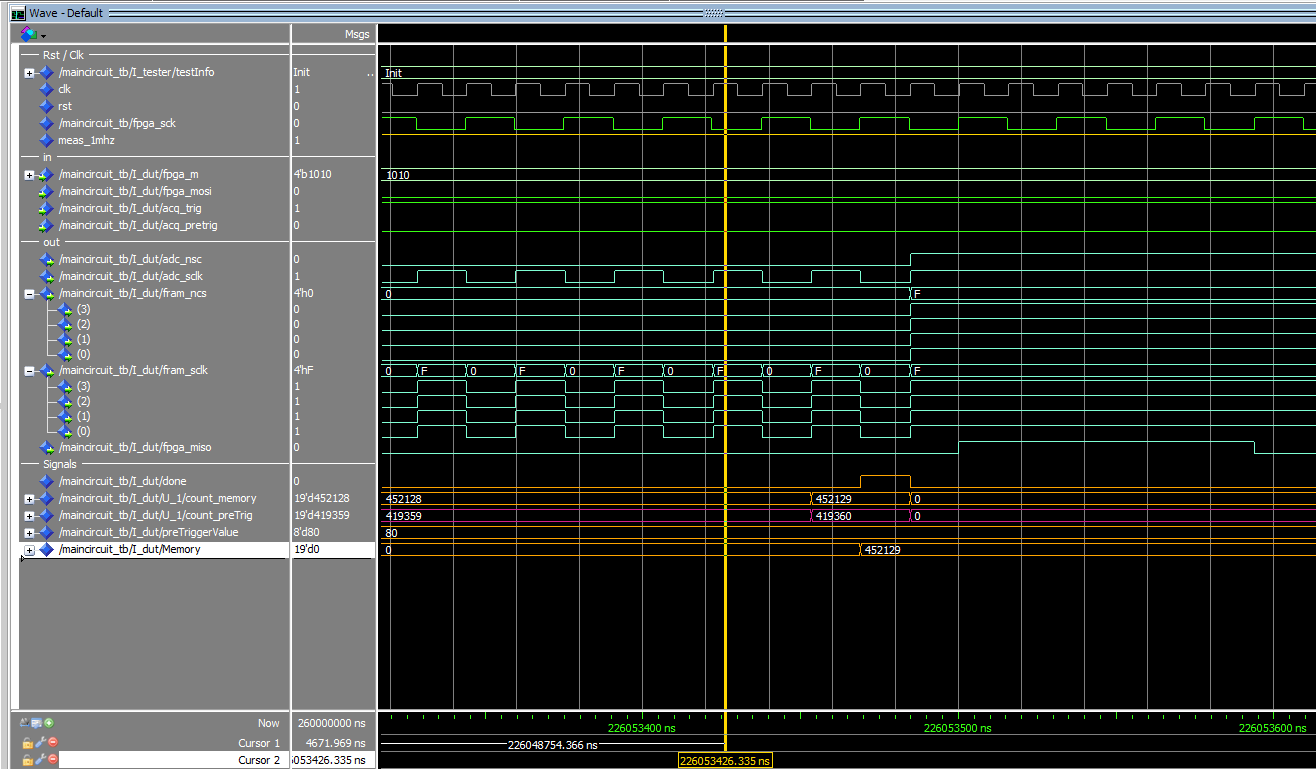 Wave - Default
Msgs
Rst / Clk
/maincircuit_tb/I_tester/testInfo Init .. Init
clk 1
rst 0
/maincircuit_tb/fpga_sck 0
meas_1mhz 1
in
/maincircuit_tb/I_dut/fpga_m 4'b1010 1010
/maincircuit_tb/I_dut/fpga_mosi 0
/maincircuit_tb/I_dut/acq_trig 1
/maincircuit_tb/I_dut/acq_pretrig 0
out
/maincircuit_tb/I_dut/adc_nsc 0
/maincircuit_tb/I_dut/adc_sclk 1
/maincircuit_tb/I_dut/fram_ncs 4'h0 0 F
(3) 0
(2) 0
(1) 0
(0) 0
/maincircuit_tb/I_dut/fram_sclk 4'hF 0 F 0 F 0 F 0 F 0 F 0 F
(3) 1
(2) 1
(1) 1
(0) 1
/maincircuit_tb/I_dut/fpga_miso 0
Signals
/maincircuit_tb/I_dut/done 0
/maincircuit_tb/I_dut/U_1/count_memory 19'd452128 452128 452129 0
/maincircuit_tb/I_dut/U_1/count_preTrig 19'd419359 419359 419360 0
/maincircuit_tb/I_dut/preTriggerValue 8'd80 80
/maincircuit_tb/I_dut/Memory 19'd0 0 452129
Now 260000000 ns 226053400 ns 226053500 ns 226053600 ns
Cursor 1 4671.969 ns 226048754.366 ns
Cursor 2 053426.335 ns 226053426.335 ns